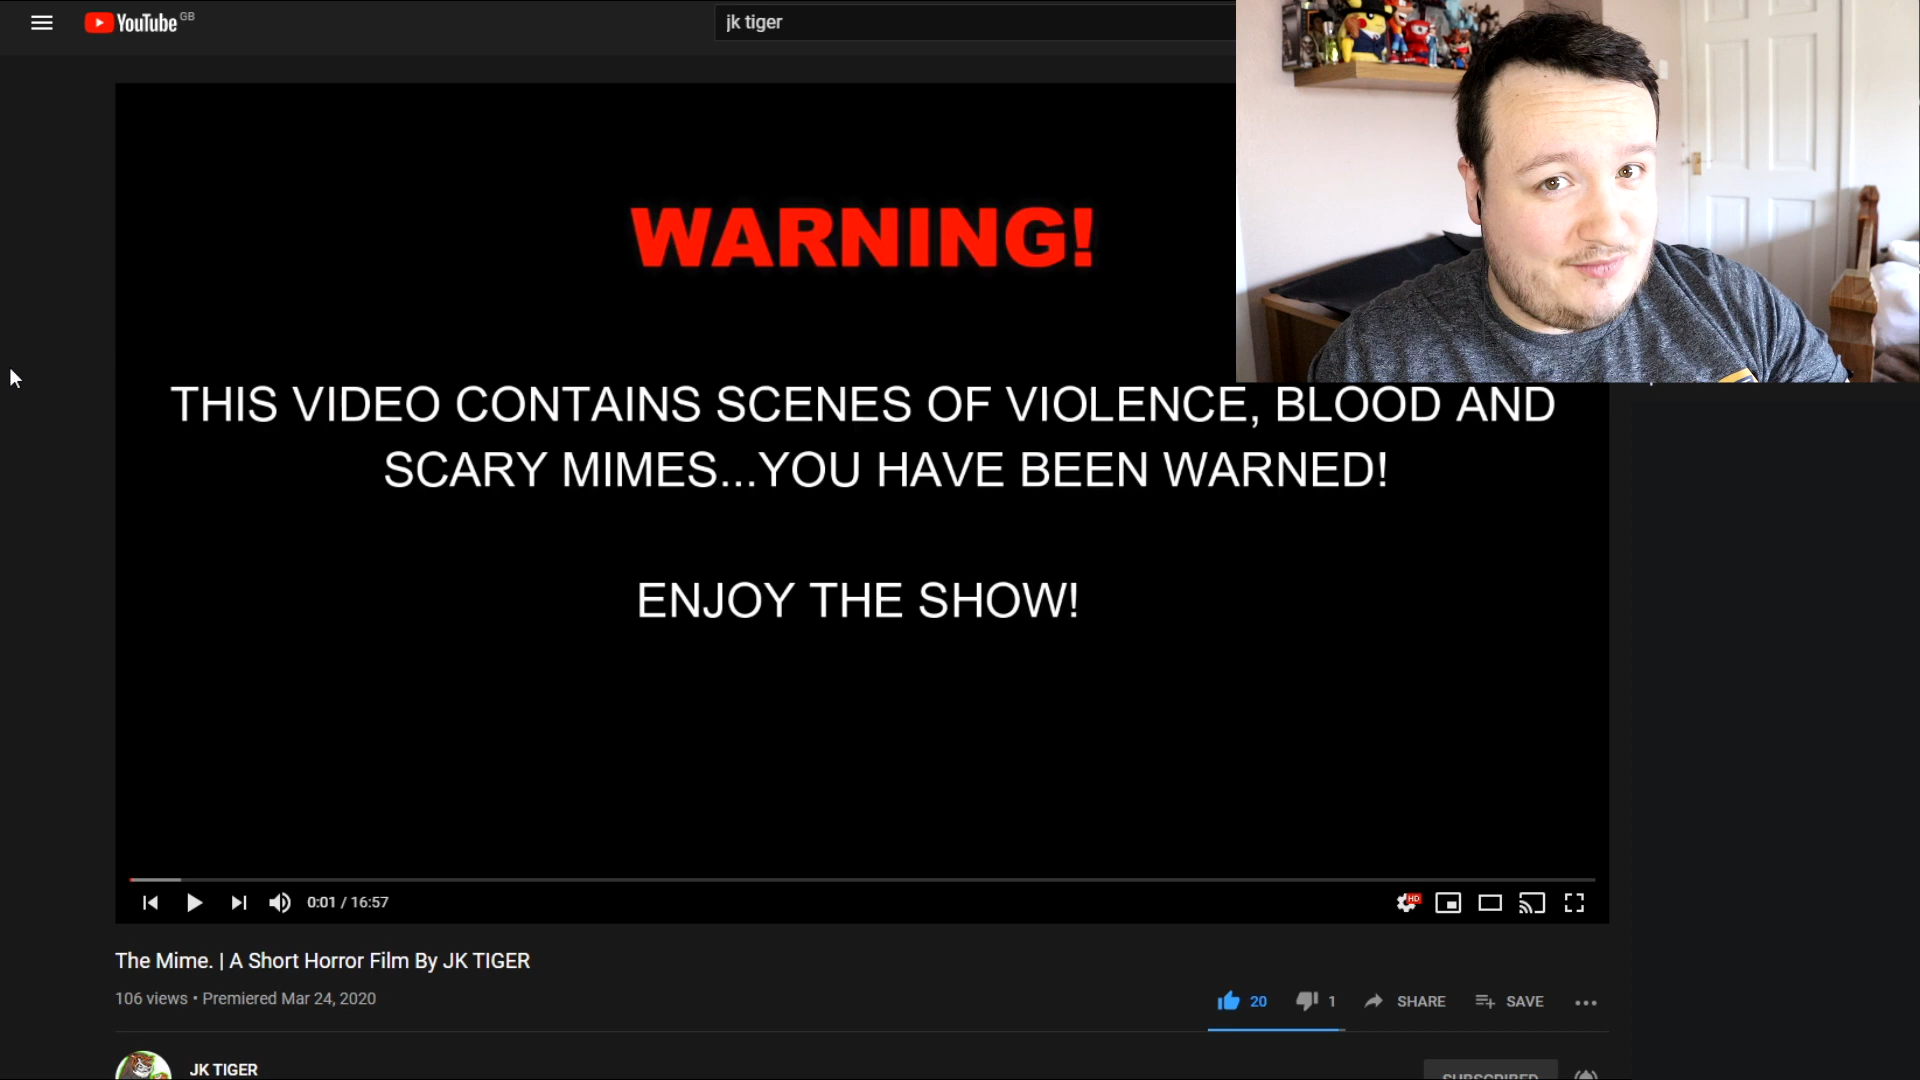 YouTube GB
jk tiger
WARNING!
THIS VIDEO CONTAINS SCENES OF VIOLENCE, BLOOD AND
SCARY MIMES...YOU HAVE BEEN WARNED!
ENJOY THE SHOW!
0:01 / 16:57
HD
The Mime. | A Short Horror Film By JK TIGER
106 views • Premiered Mar 24, 2020
20 1 SHARE SAVE
JK TIGER
SUBSCRIBED